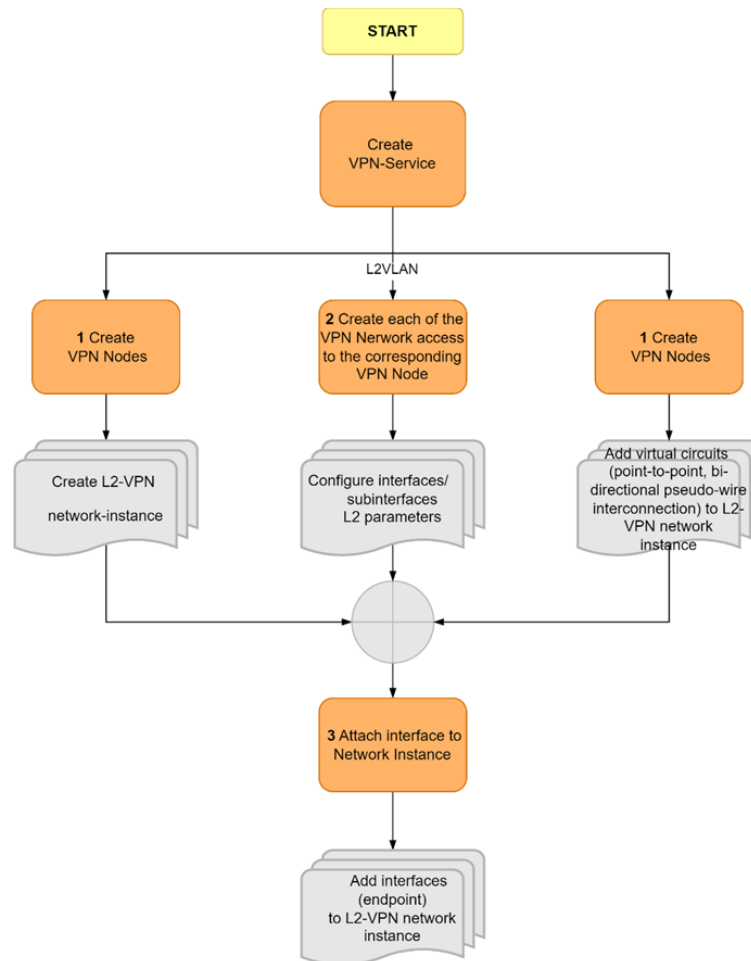 START
Create
VPN-Service
L2VLAN
1 Create
VPN Nodes
2 Create each of the
VPN Network access
to the corresponding
VPN Node
1 Create
VPN Nodes
Create L2-VPN
network-instance
Configure interfaces/
subinterfaces
L2 parameters
Add virtual circuits
(point-to-point, bi-
directional pseudo-wire
interconnection) to L2-
VPN network
instance
3 Attach interface to
Network Instance
Add interfaces
(endpoint)
to L2-VPN network
instance